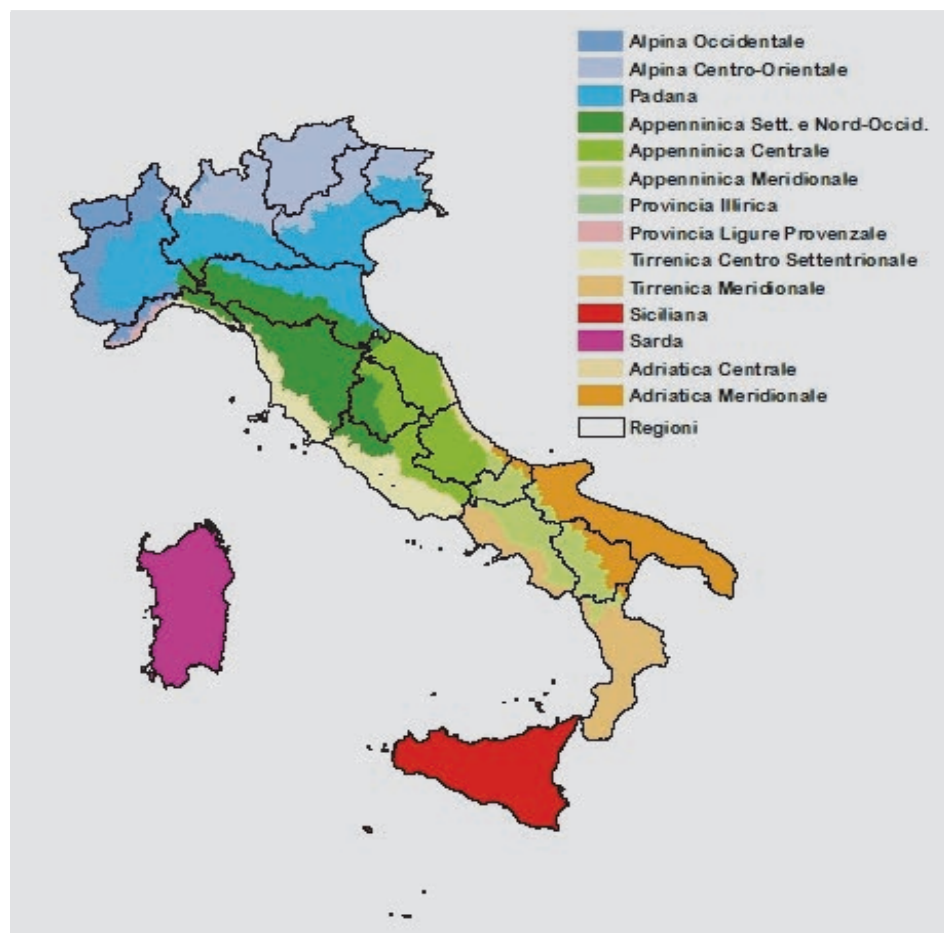 Alpina Occidentale
Alpina Centro-Orientale
Padana
Appenninica Sett. e Nord-Occid.
Appenninica Centrale
Appenninica Meridionale
Provincia Illirica
Provincia Ligure Provenzale
Tirrenica Centro Settentrionale
Tirrenica Meridionale
Siciliana
Sarda
Adriatica Centrale
Adriatica Meridionale
Regioni